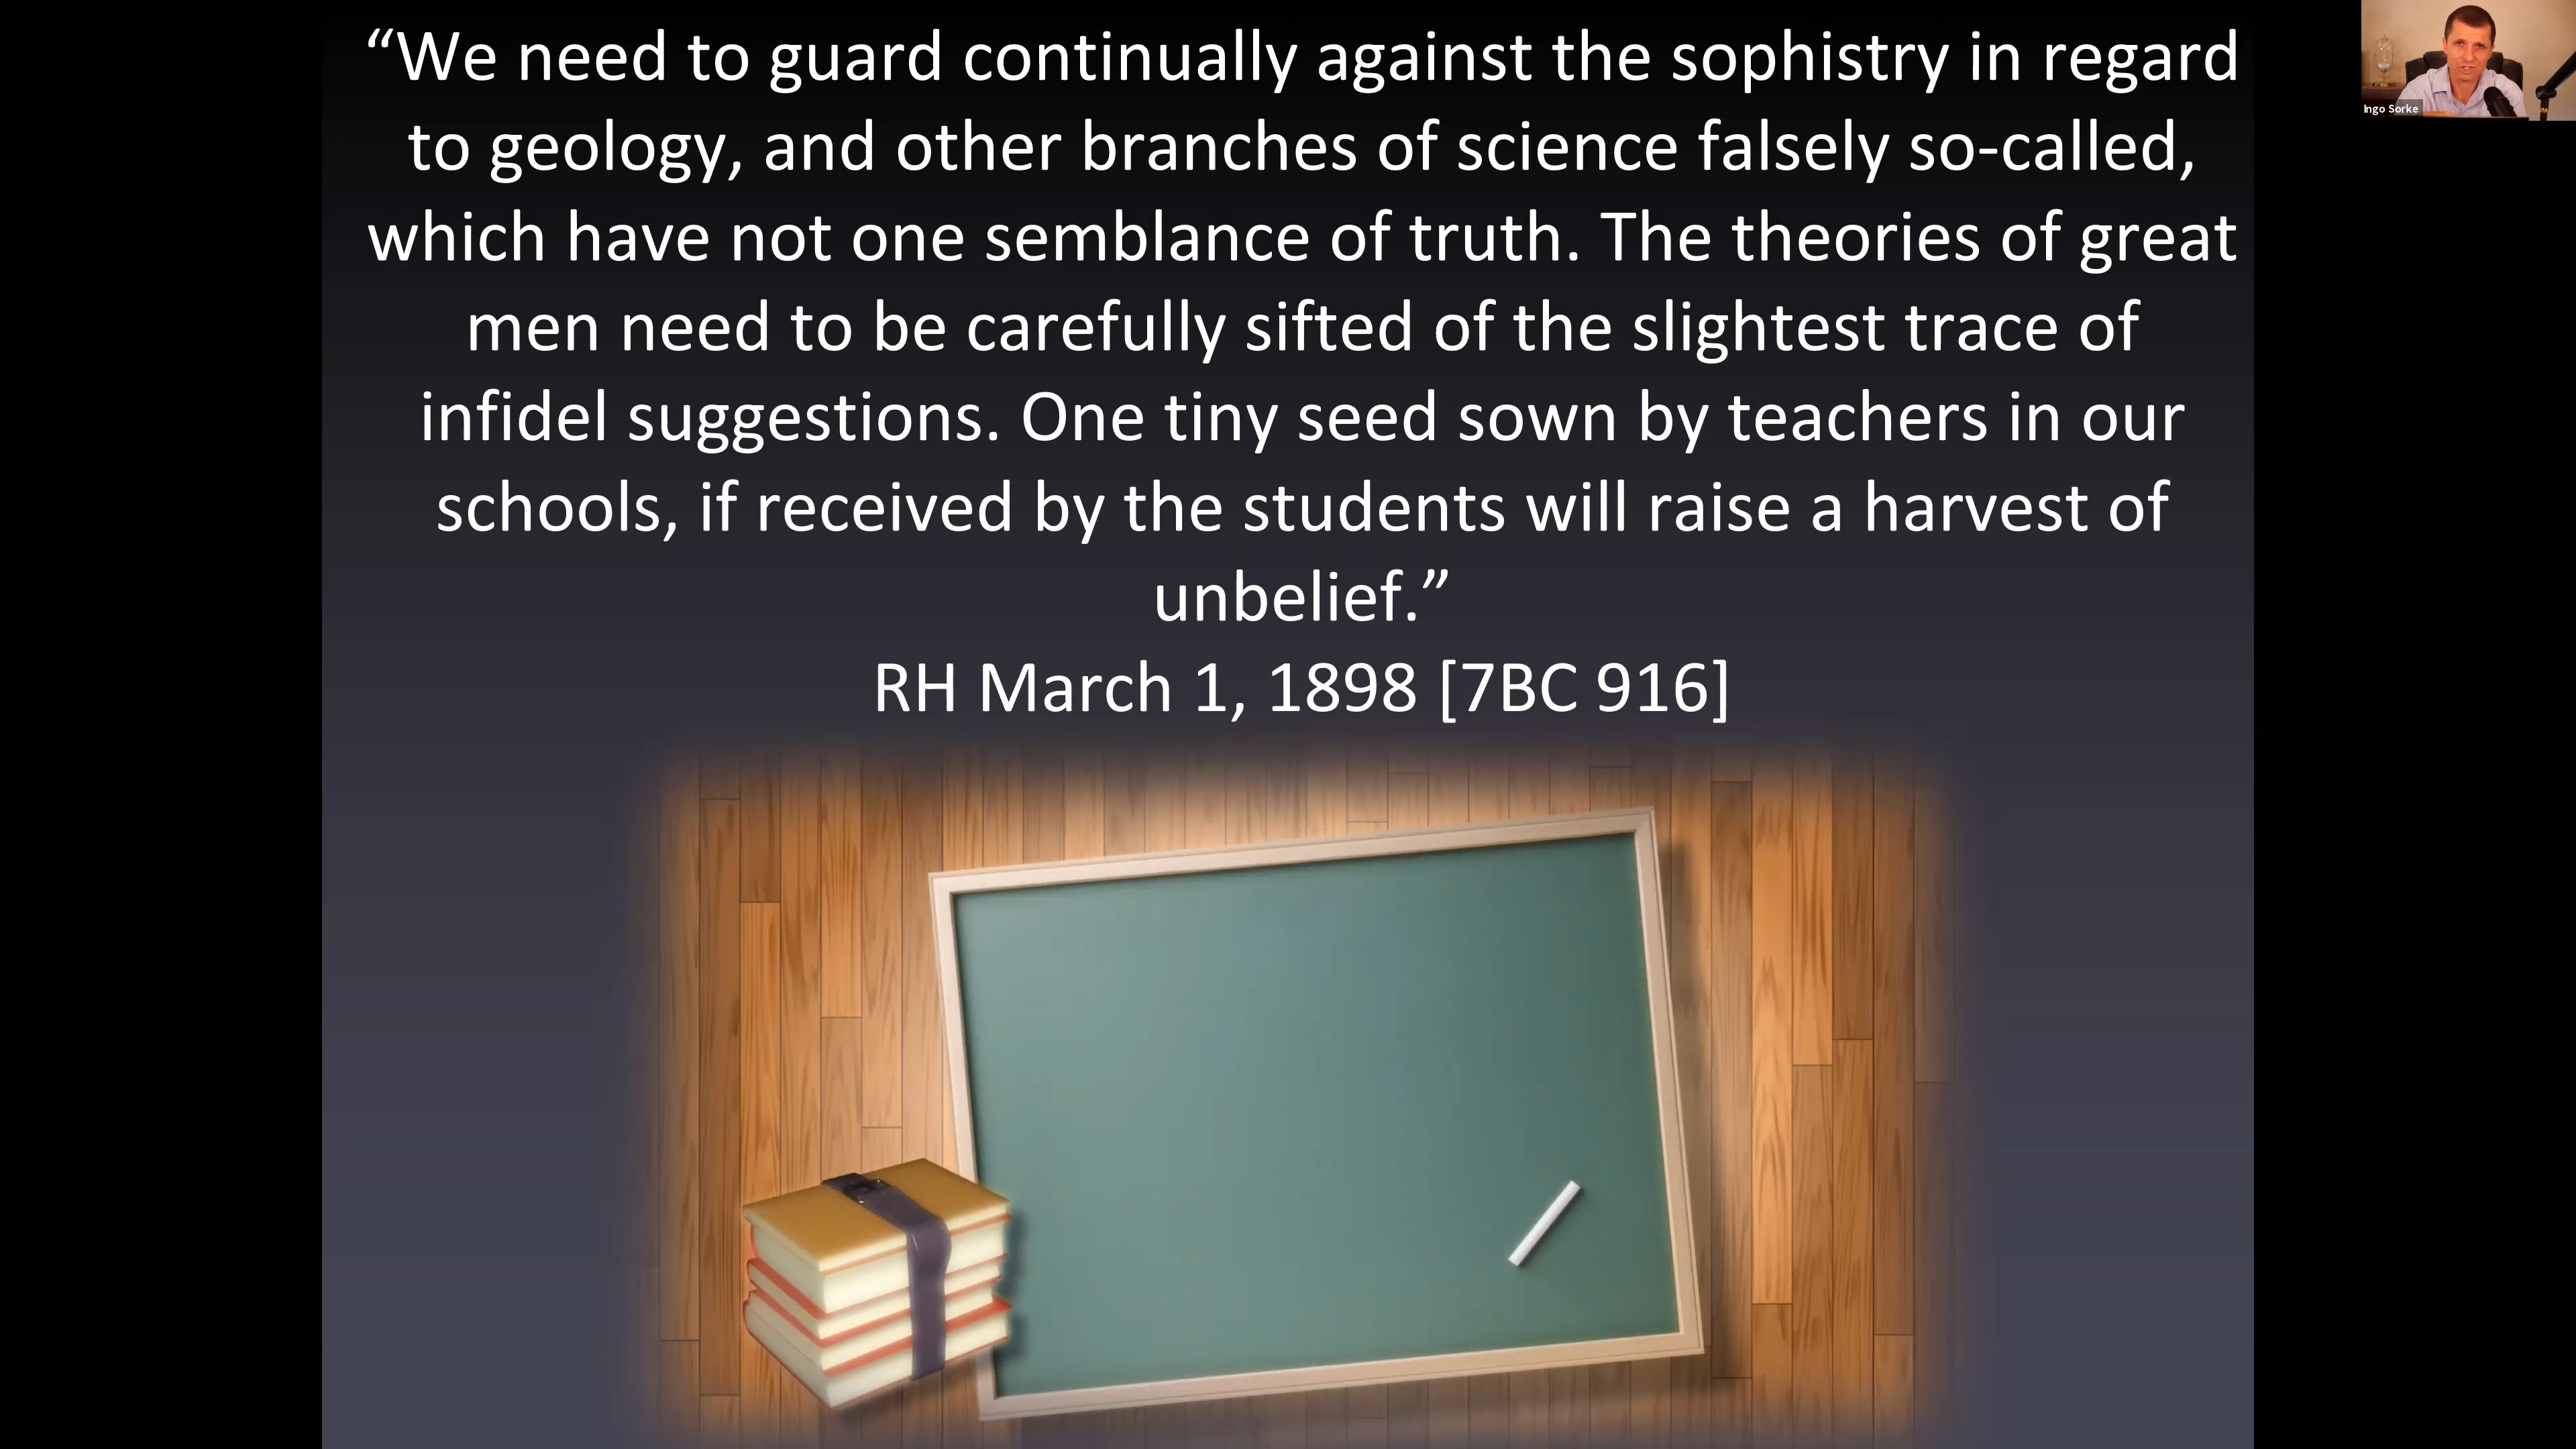 “We need to guard continually against the sophistry in regard
to geology, and other branches of science falsely so-called,
which have not one semblance of truth. The theories of great
men need to be carefully sifted of the slightest trace of
infidel suggestions. One tiny seed sown by teachers in our
schools, if received by the students will raise a harvest of
unbelief.”
RH March 1, 1898 [7BC 916]
Ingo Sorke